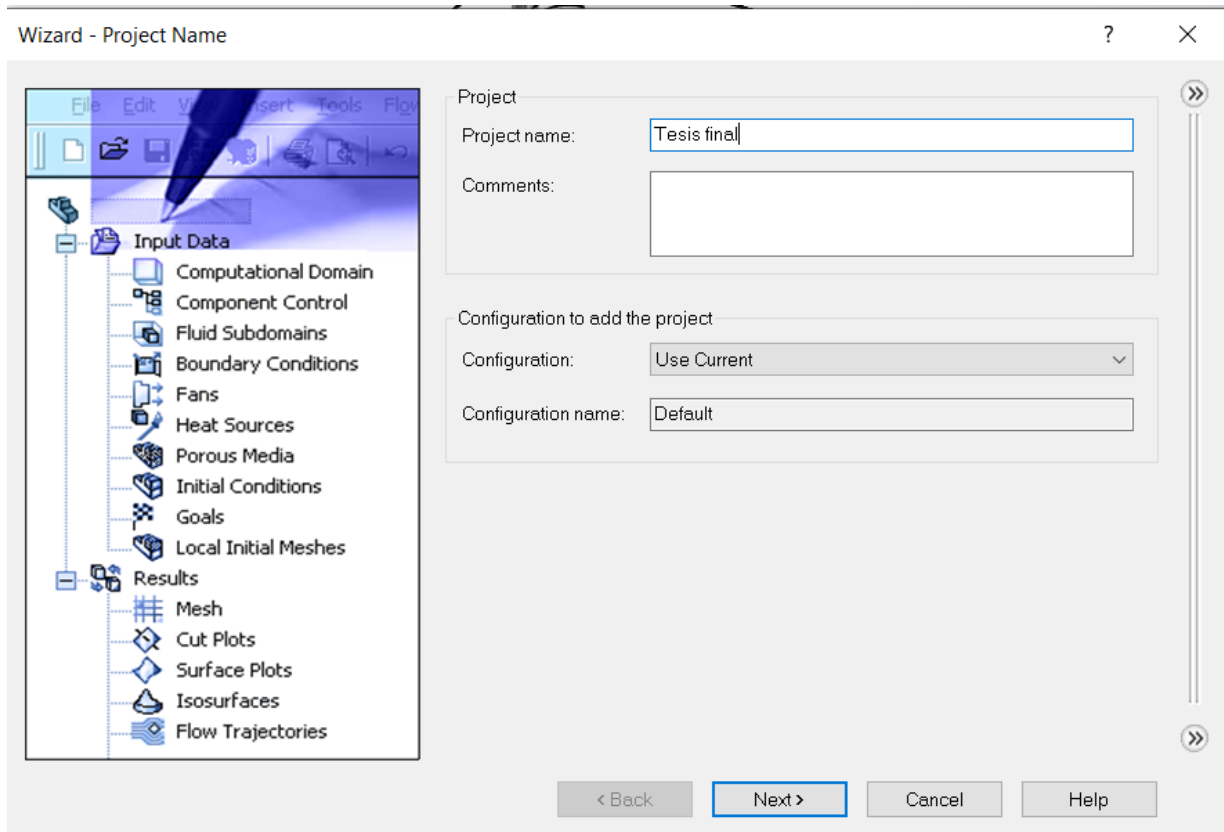 Wizard - Project Name
?
File Edit View Insert Tools Flow
Input Data
Computational Domain
Component Control
Fluid Subdomains
Boundary Conditions
Fans
Heat Sources
Porous Media
Initial Conditions
Goals
Local Initial Meshes
Results
Mesh
Cut Plots
Surface Plots
Isosurfaces
Flow Trajectories
Project
Project name: Tesis final
Comments:
Configuration to add the project
Configuration: Use Current
Configuration name: Default
< Back Next > Cancel Help